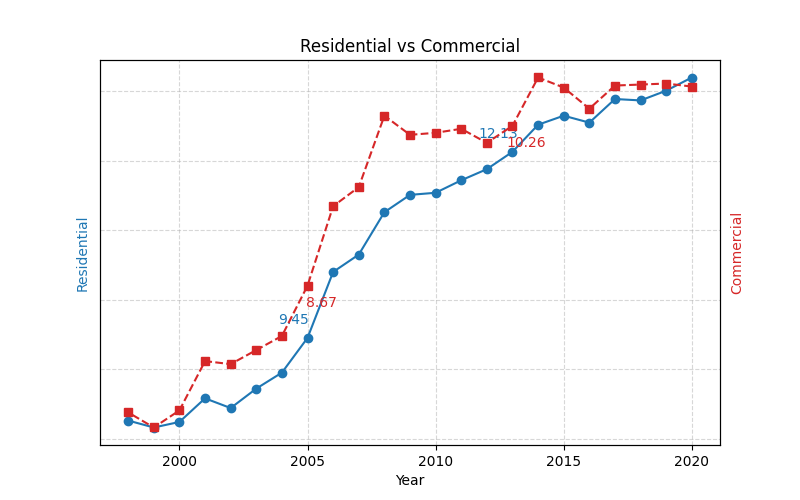 Residential vs Commercial
12.13
10.26
8.67
9.45
Residential
Commercial
2000 2005 2010 2015 2020
Year